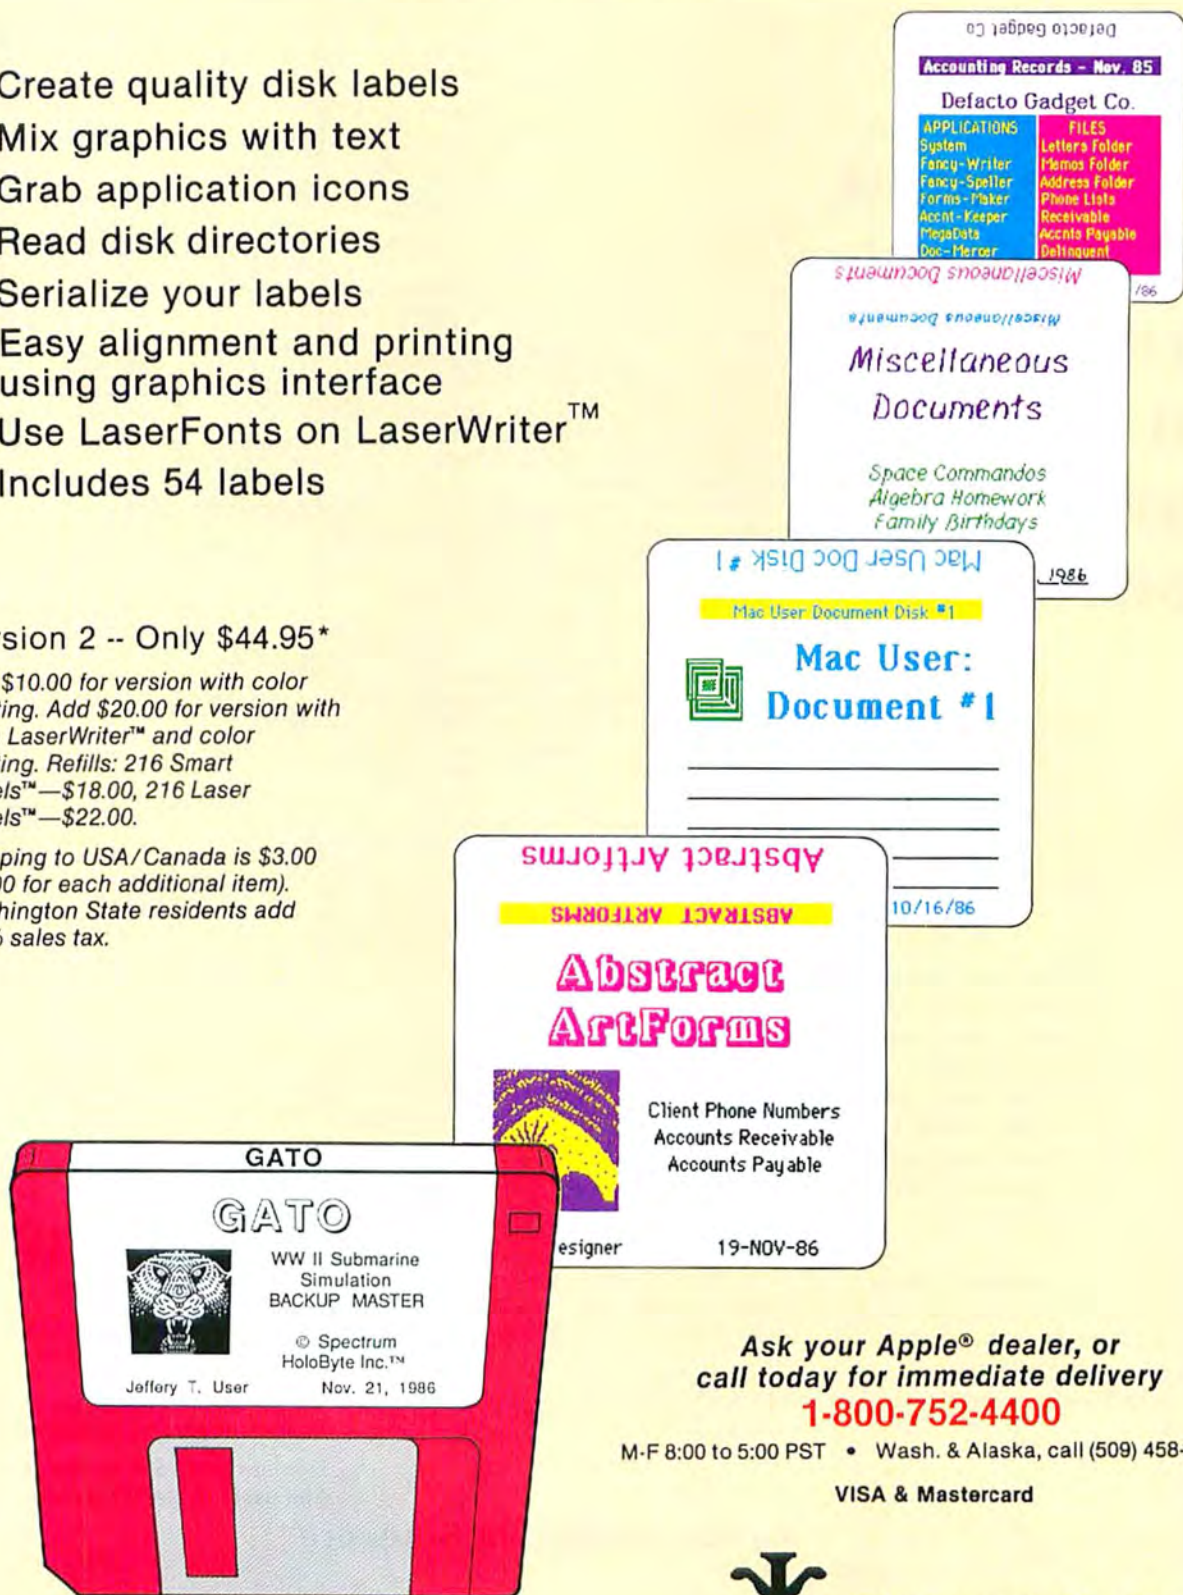 Create quality disk labels
Mix graphics with text
Grab application icons
Read disk directories
Serialize your labels
Easy alignment and printing
using graphics interface
Use LaserFonts on LaserWriter™
Includes 54 labels
sion 2 -- Only $44.95*
$10.00 for version with color
ing. Add $20.00 for version with
LaserWriter™ and color
ing. Refills: 216 Smart
els™—$18.00, 216 Laser
els™—$22.00.
ping to USA/Canada is $3.00
00 for each additional item).
hington State residents add
sales tax.
Defacto Gadget Co
Accounting Records - Nov. 85
Defacto Gadget Co.
APPLICATIONS FILES
System Letters Folder
Fancy-Writer Memos Folder
Fancy-Speller Address Folder
Forms-Maker Phone Lists
Accnt-Keeper Receivable
MegaData Accnts Payable
Doc-Merger Delinquent
/86
Miscellaneous Documents
Miscellaneous Documents
Miscellaneous
Documents
Space Commandos
Algebra Homework
Family Birthdays
1986
Mac User Doc Disk #1
Mac User Document Disk #1
Mac User:
Document #1
10/16/86
Abstract Artforms
ABSTRACT ARTFORMS
Abstract
ArtForms
Client Phone Numbers
Accounts Receivable
Accounts Payable
esigner 19-NOV-86
GATO
GATO
WW II Submarine
Simulation
BACKUP MASTER
© Spectrum
HoloByte Inc.™
Jeffery T. User Nov. 21, 1986
Ask your Apple® dealer, or
call today for immediate delivery
1-800-752-4400
M-F 8:00 to 5:00 PST • Wash. & Alaska, call (509) 458-
VISA & Mastercard